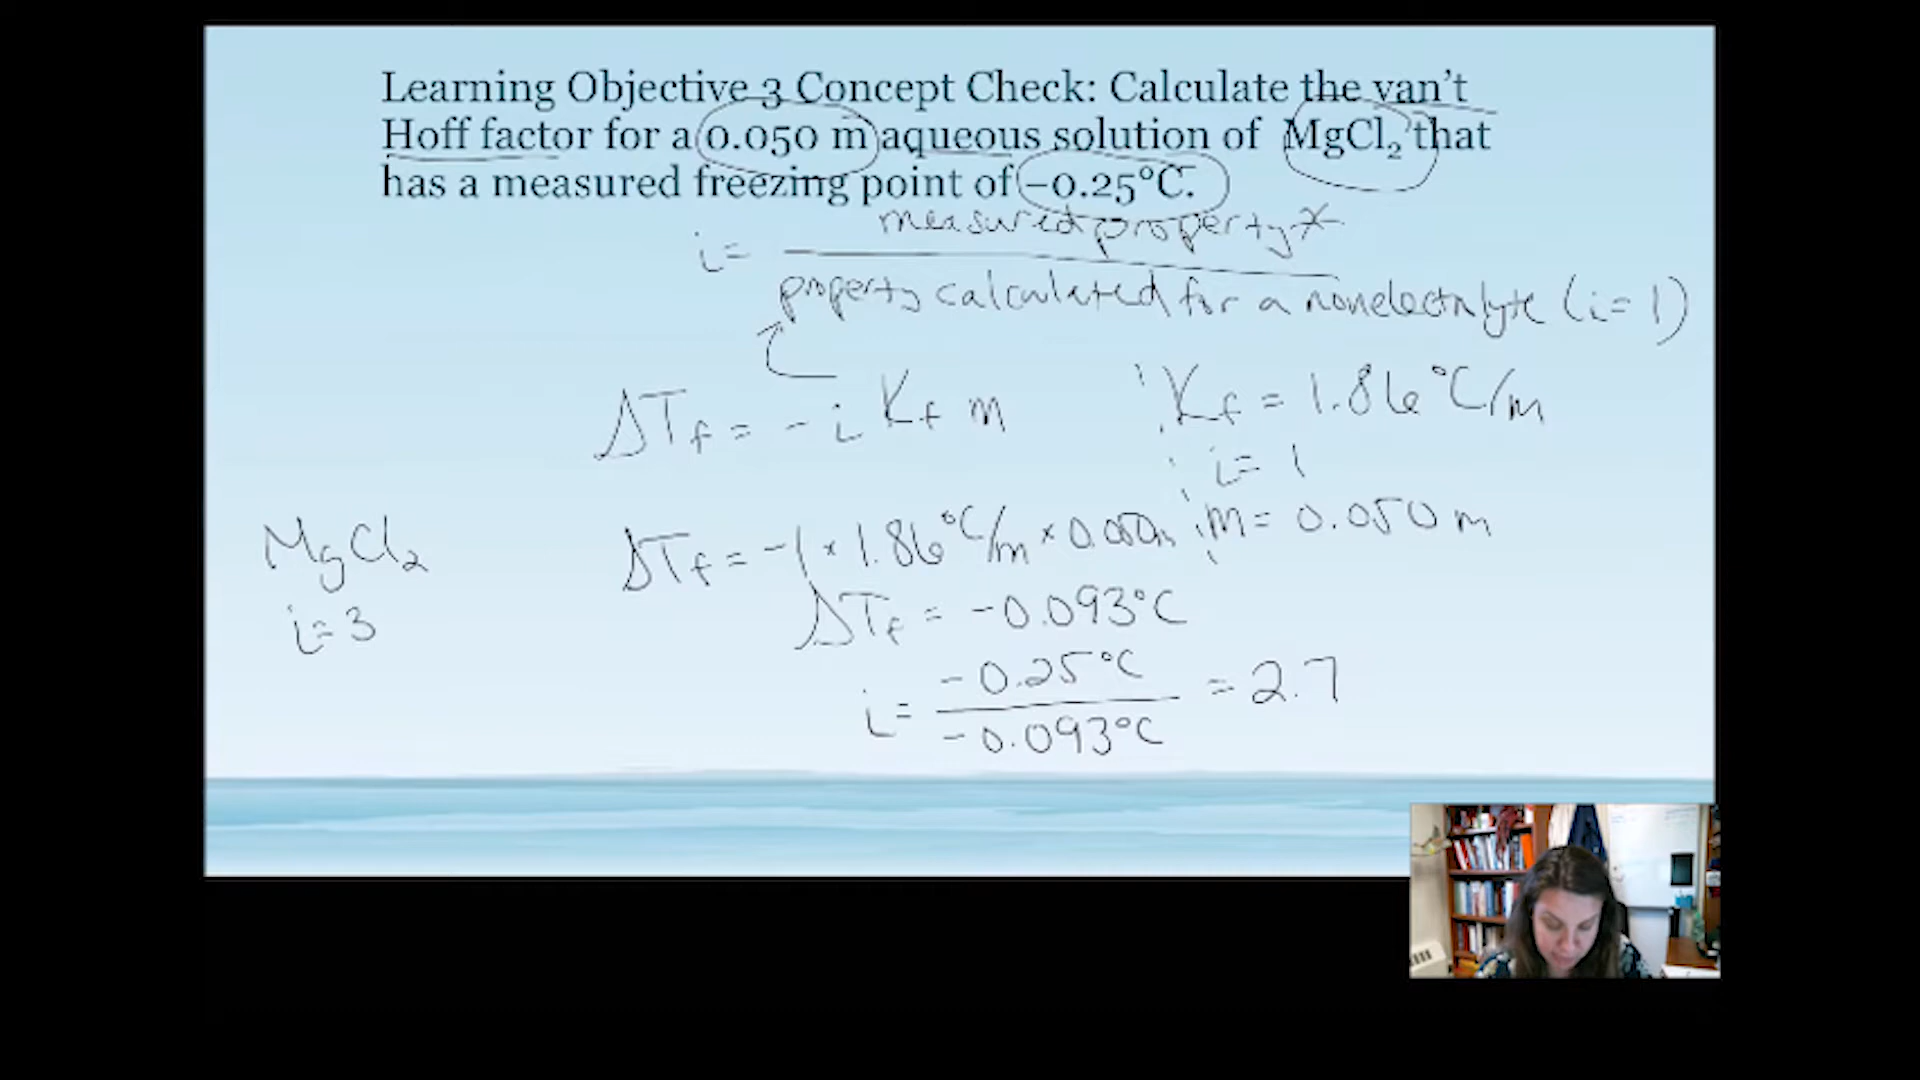 Learning Objective 3 Concept Check: Calculate the van't
Hoff factor for a 0.050 m aqueous solution of MgCl₂ that
has a measured freezing point of −0.25°C.
i = measured property*
property calculated for a nonelectrolyte (i = 1)
ΔTf = - i Kf m
Kf = 1.86 °C/m
i = 1
m = 0.050 m
ΔTf = -1 × 1.86 °C/m × 0.050m
ΔTf = -0.093°C
MgCl₂
i = 3
i = -0.25°C / -0.093°C = 2.7